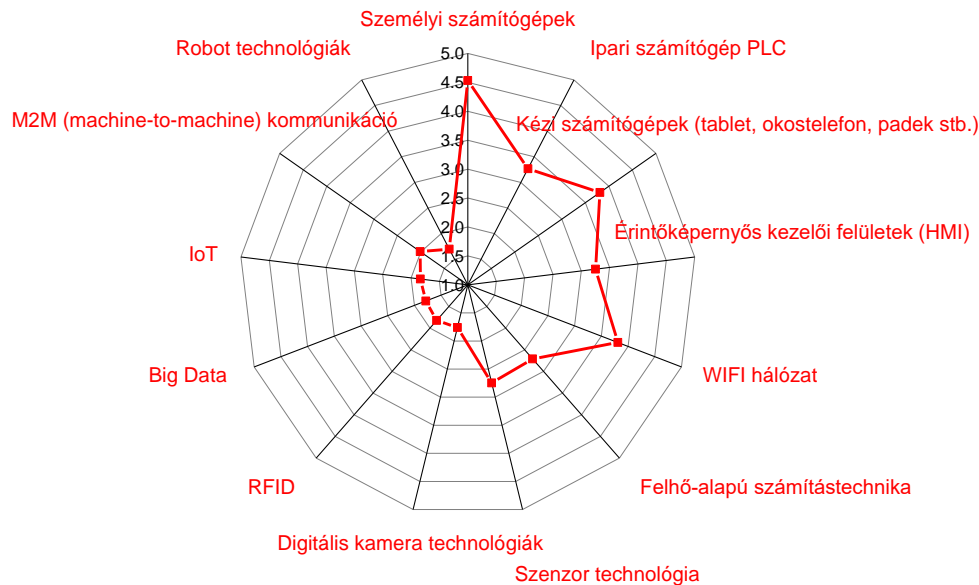 Személyi számítógépek
Robot technológiák
Ipari számítógép PLC
5.0
4.5
4.0
M2M (machine-to-machine) kommunikáció
Kézi számítógépek (tablet, okostelefon, padek stb.)
3.5
3.0
2.5
2.0
Érintőképernyős kezelői felületek (HMI)
IoT
1.5
1.0
Big Data
WIFI hálózat
RFID
Felhő-alapú számítástechnika
Digitális kamera technológiák
Szenzor technológia